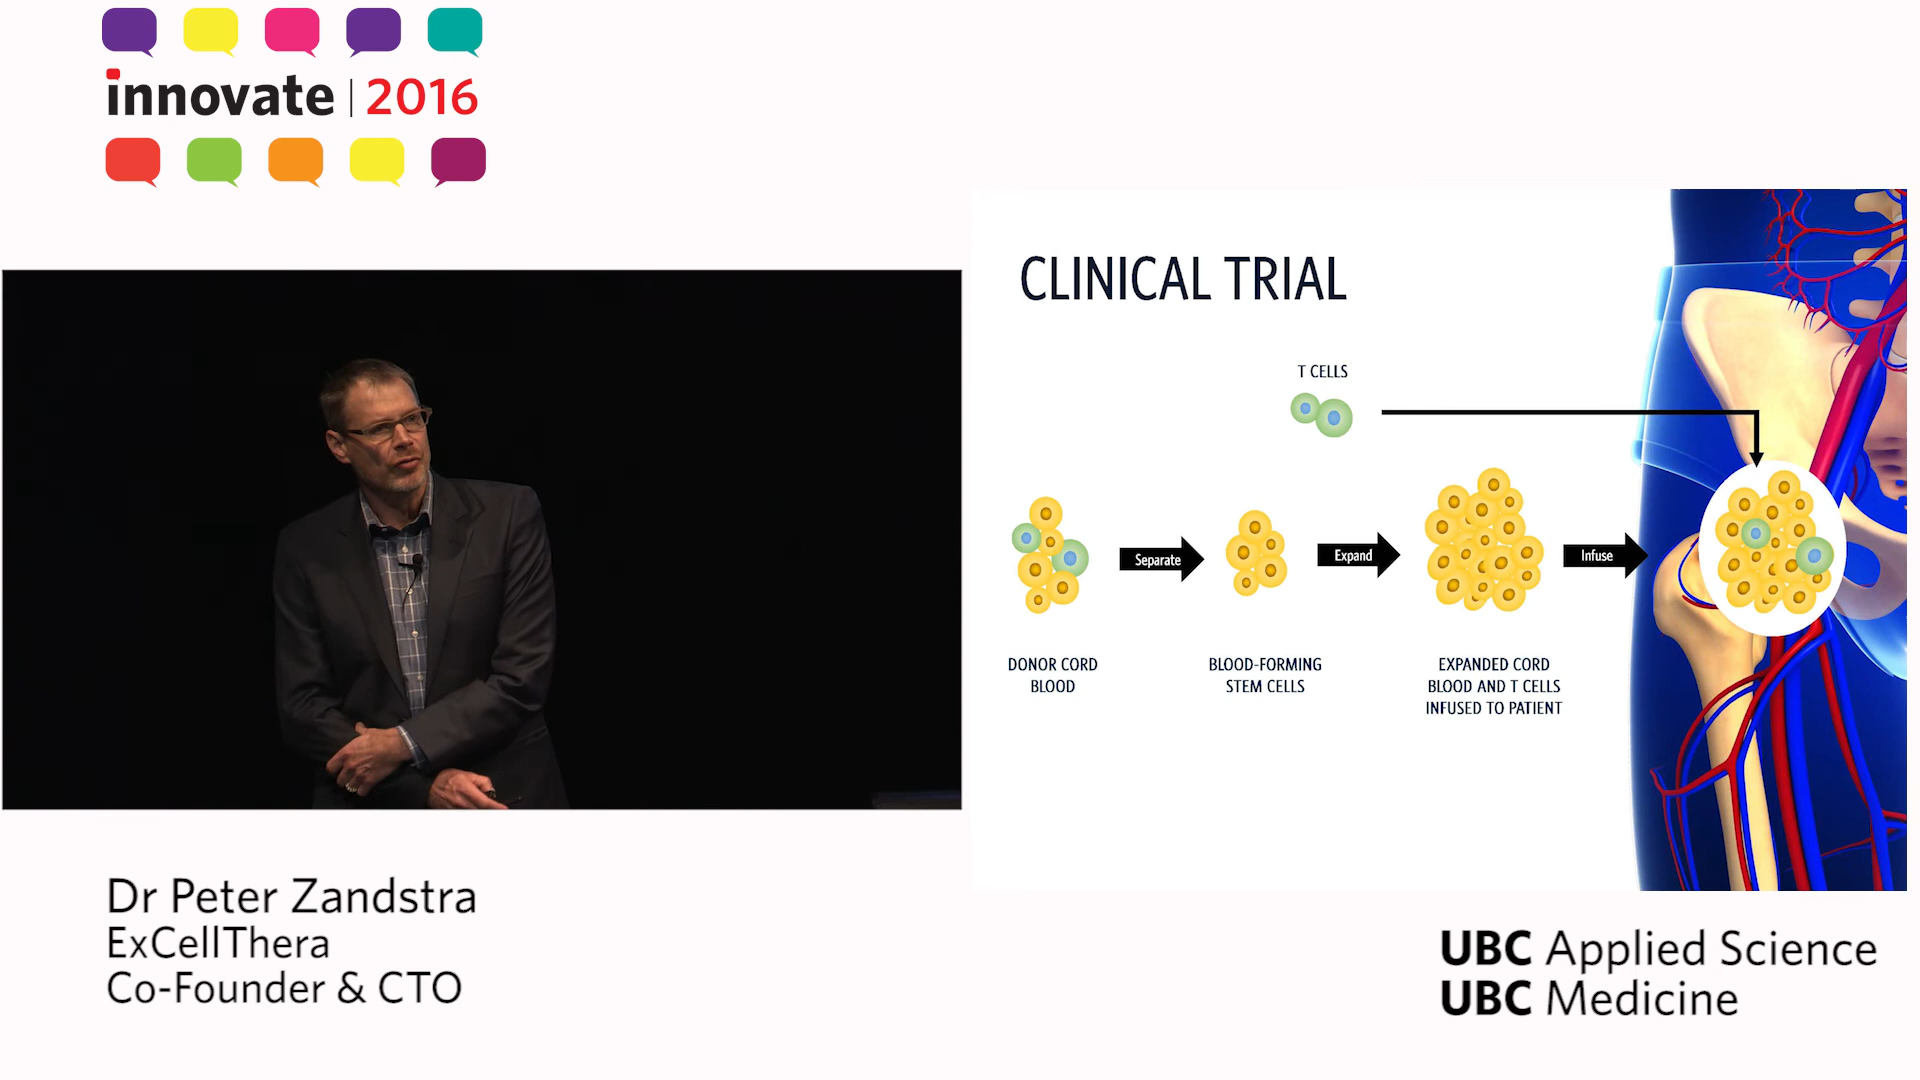 innovate | 2016
CLINICAL TRIAL
T CELLS
Separate
Expand
Infuse
DONOR CORD
BLOOD
BLOOD-FORMING
STEM CELLS
EXPANDED CORD
BLOOD AND T CELLS
INFUSED TO PATIENT
Dr Peter Zandstra
ExCellThera
Co-Founder & CTO
UBC Applied Science
UBC Medicine